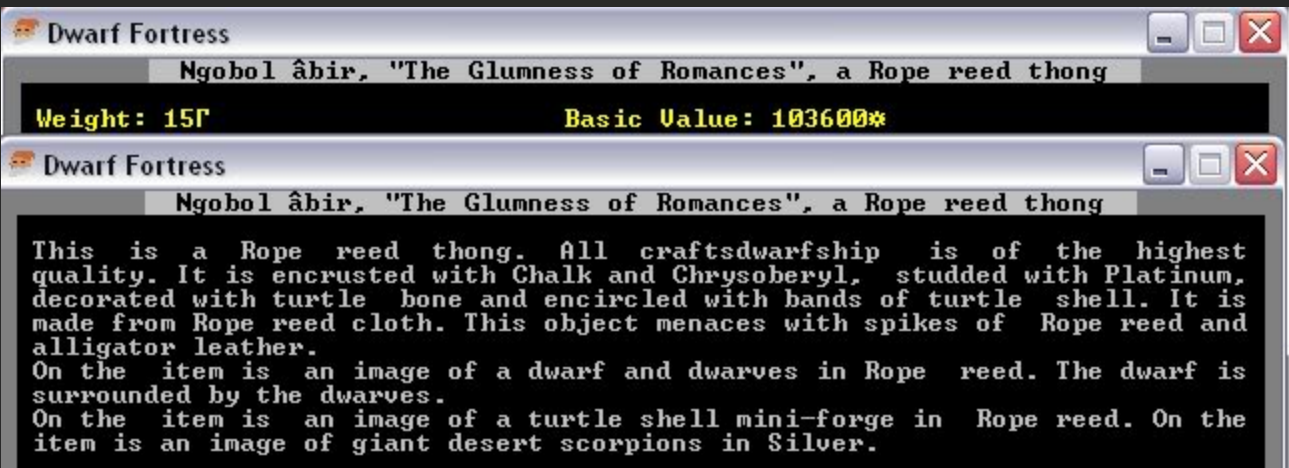 Dwarf Fortress
Ngobol âbir, "The Glumness of Romances", a Rope reed thong
Weight: 15Γ Basic Value: 103600☼
Dwarf Fortress
Ngobol âbir, "The Glumness of Romances", a Rope reed thong
This is a Rope reed thong. All craftsdwarfship is of the highest
quality. It is encrusted with Chalk and Chrysoberyl, studded with Platinum,
decorated with turtle bone and encircled with bands of turtle shell. It is
made from Rope reed cloth. This object menaces with spikes of Rope reed and
alligator leather.
On the item is an image of a dwarf and dwarves in Rope reed. The dwarf is
surrounded by the dwarves.
On the item is an image of a turtle shell mini-forge in Rope reed. On the
item is an image of giant desert scorpions in Silver.